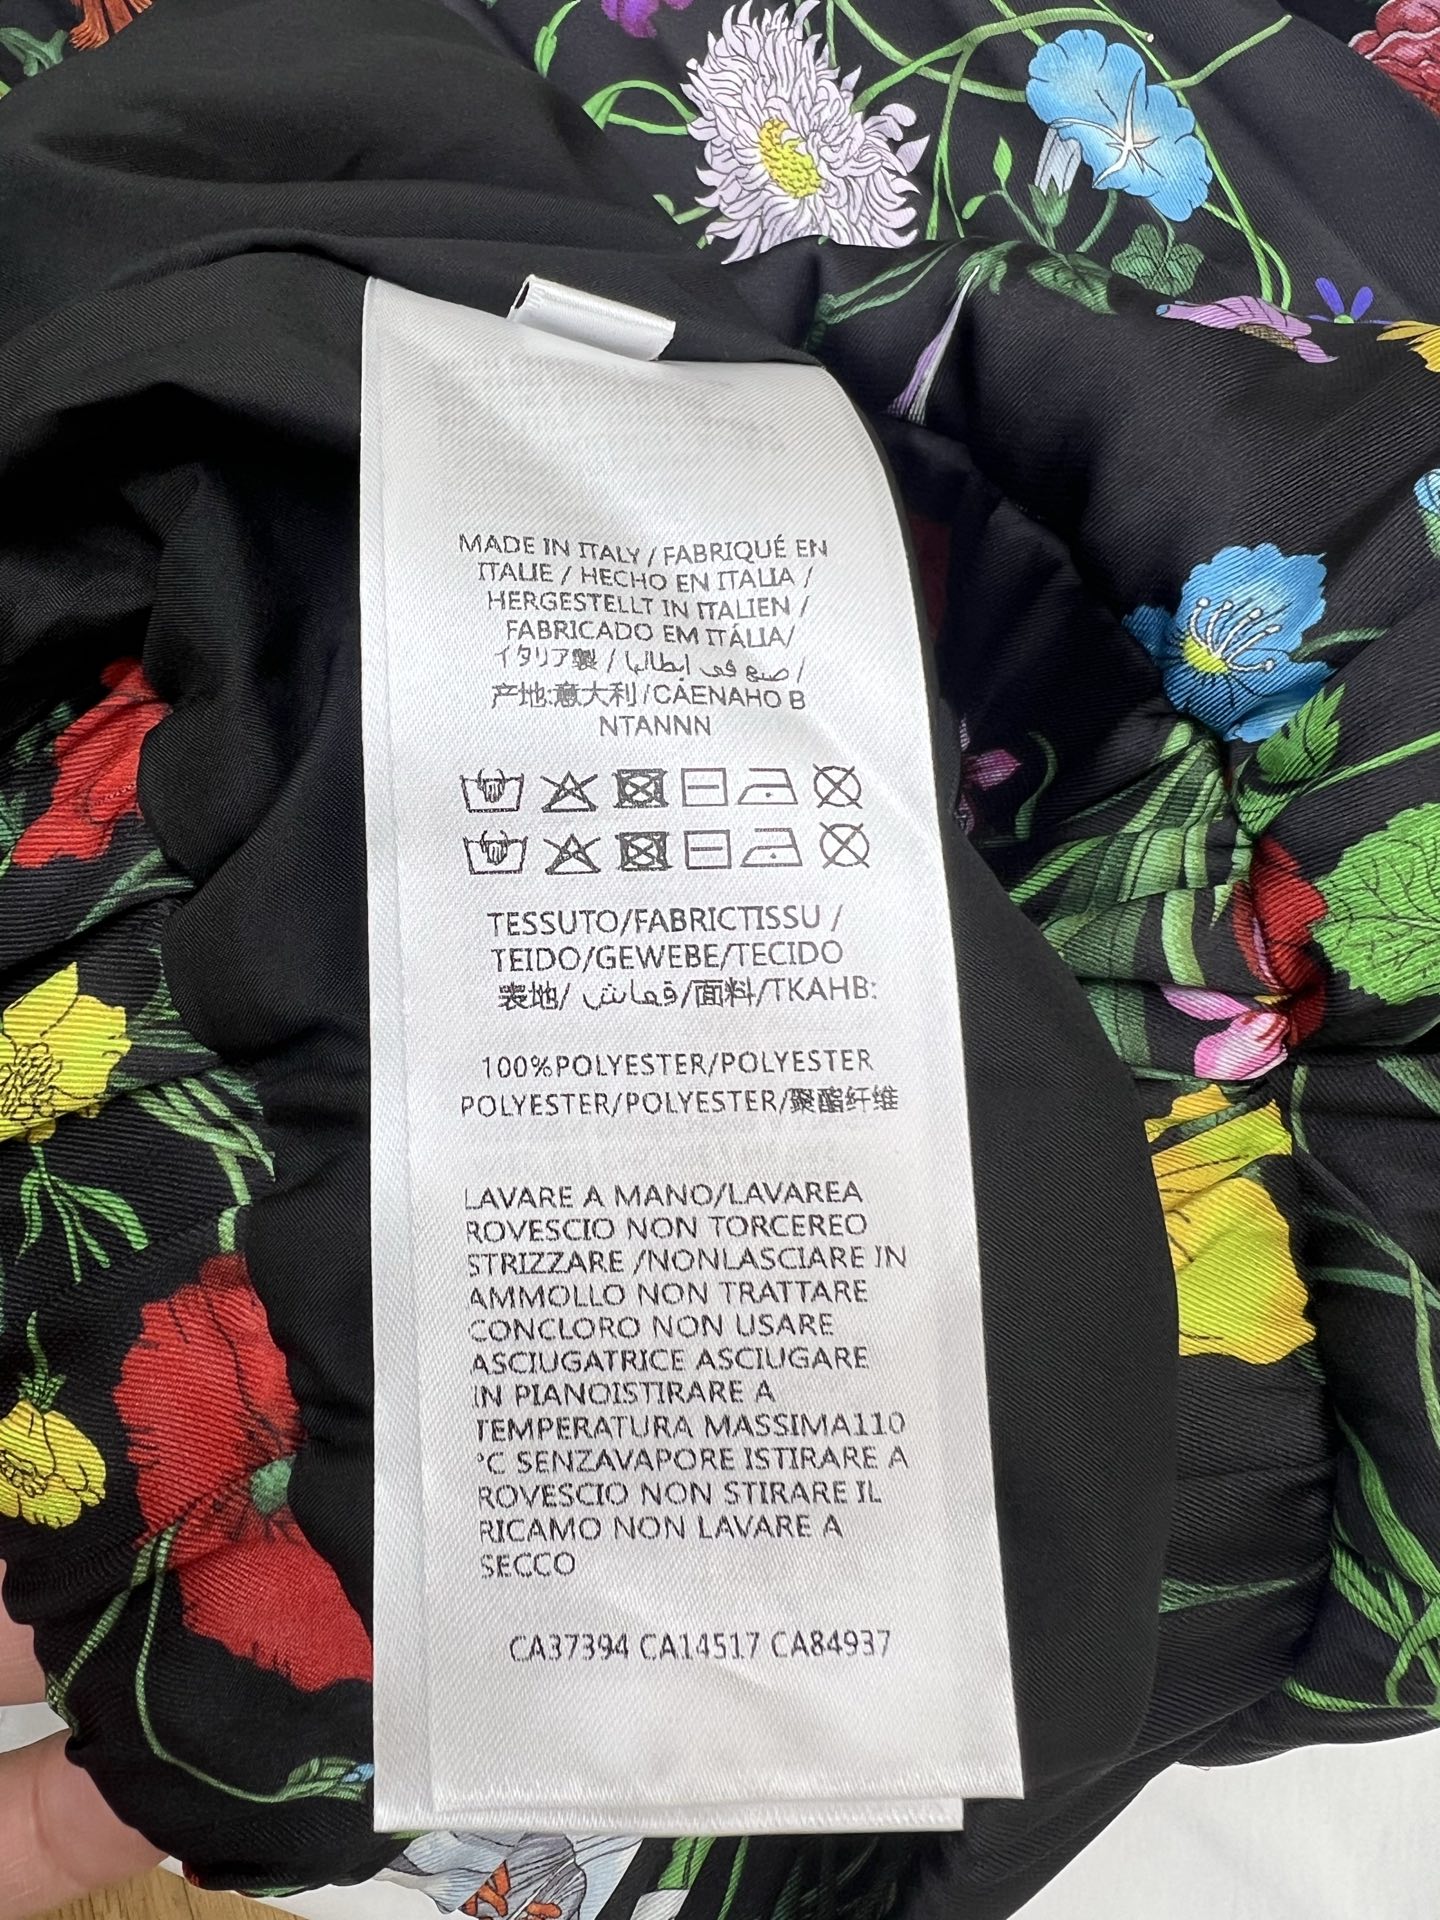 MADE IN ITALY / FABRIQUÉ EN
ITALIE / HECHO EN ITALIA /
HERGESTELLT IN ITALIEN /
FABRICADO EM ITÁLIA/
イタリア製 / صنع في ايطاليا /
产地:意大利/CAENAHO B
NTANNN
TESSUTO/FABRICTISSU /
TEIDO/GEWEBE/TECIDO
表地/ قماش/面料/TKAHB:
100%POLYESTER/POLYESTER
POLYESTER/POLYESTER/聚酯纤维
LAVARE A MANO/LAVAREA
ROVESCIO NON TORCEREO
STRIZZARE /NONLASCIARE IN
AMMOLLO NON TRATTARE
CONCLORO NON USARE
ASCIUGATRICE ASCIUGARE
IN PIANOISTIRARE A
TEMPERATURA MASSIMA110
°C SENZAVAPORE ISTIRARE A
ROVESCIO NON STIRARE IL
RICAMO NON LAVARE A
SECCO
CA37394 CA14517 CA84937